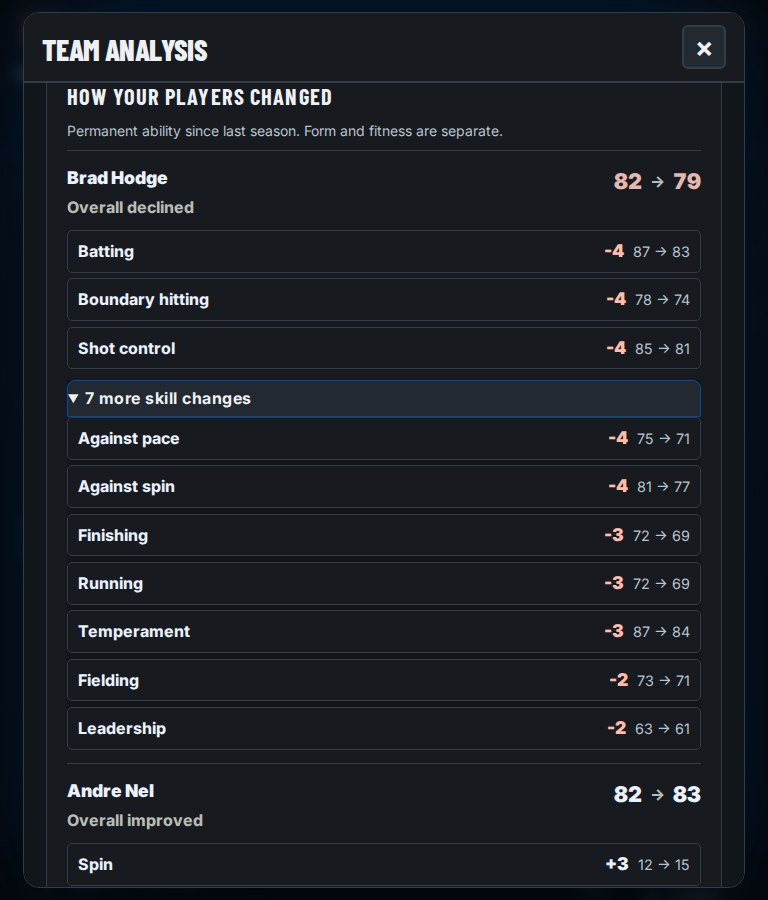 TEAM ANALYSIS ×
HOW YOUR PLAYERS CHANGED
Permanent ability since last season. Form and fitness are separate.
Brad Hodge 82 → 79
Overall declined
Batting -4 87 → 83
Boundary hitting -4 78 → 74
Shot control -4 85 → 81
▼ 7 more skill changes
Against pace -4 75 → 71
Against spin -4 81 → 77
Finishing -3 72 → 69
Running -3 72 → 69
Temperament -3 87 → 84
Fielding -2 73 → 71
Leadership -2 63 → 61
Andre Nel 82 → 83
Overall improved
Spin +3 12 → 15